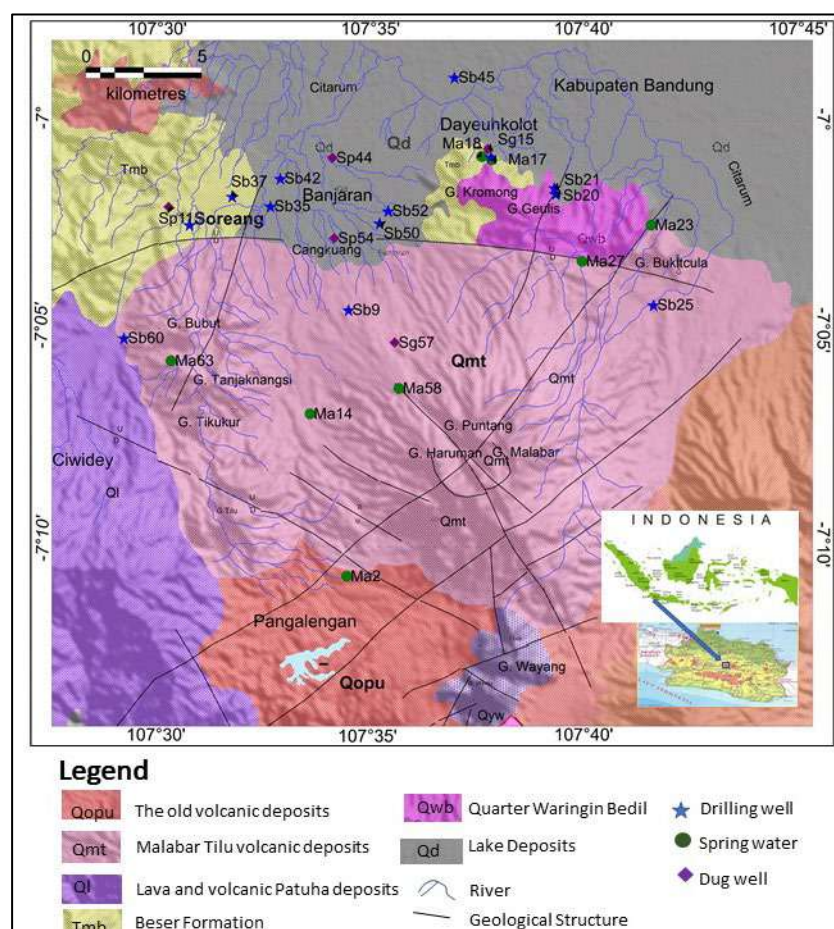 107°30' 107°35' 107°40' 107°45'
0 5
kilometres
Citarum
Sb45
Kabupaten Bandung
-7° -7°
Dayeuhkolot
Qd Qd Qd
Ma18 Sg15
Ma17
Tmb Tmb
Sp44
Sb37 Sb42
G. Kromong
Sb21
Sb20
Citarum
Banjaran
Sb35 Sb52
G.Geulis
Sp11 Soreang
Sb50
Ma23
Sp54
Cangkuang
Qwb
G. Bukitcula
Ma27
Sb9
Sb25
G. Bubut
-7°05' -7°05'
Sb60
Sg57
Qmt
Ma63
G. Tanjaknangsi
Qmt
Ma58
Ma14
G. Tikukur
G. Puntang
G. Haruman G. Malabar
Qmt
Ciwidey
Ql
G.Tilu
Qmt
-7°10' -7°10'
INDONESIA
Ma2
Pangalengan
G. Wayang
Qopu
Qyw
107°30' 107°35' 107°40'
Legend
Qopu The old volcanic deposits
Qmt Malabar Tilu volcanic deposits
Ql Lava and volcanic Patuha deposits
Tmb Beser Formation
Qwb Quarter Waringin Bedil
Qd Lake Deposits
River
Geological Structure
Drilling well
Spring water
Dug well